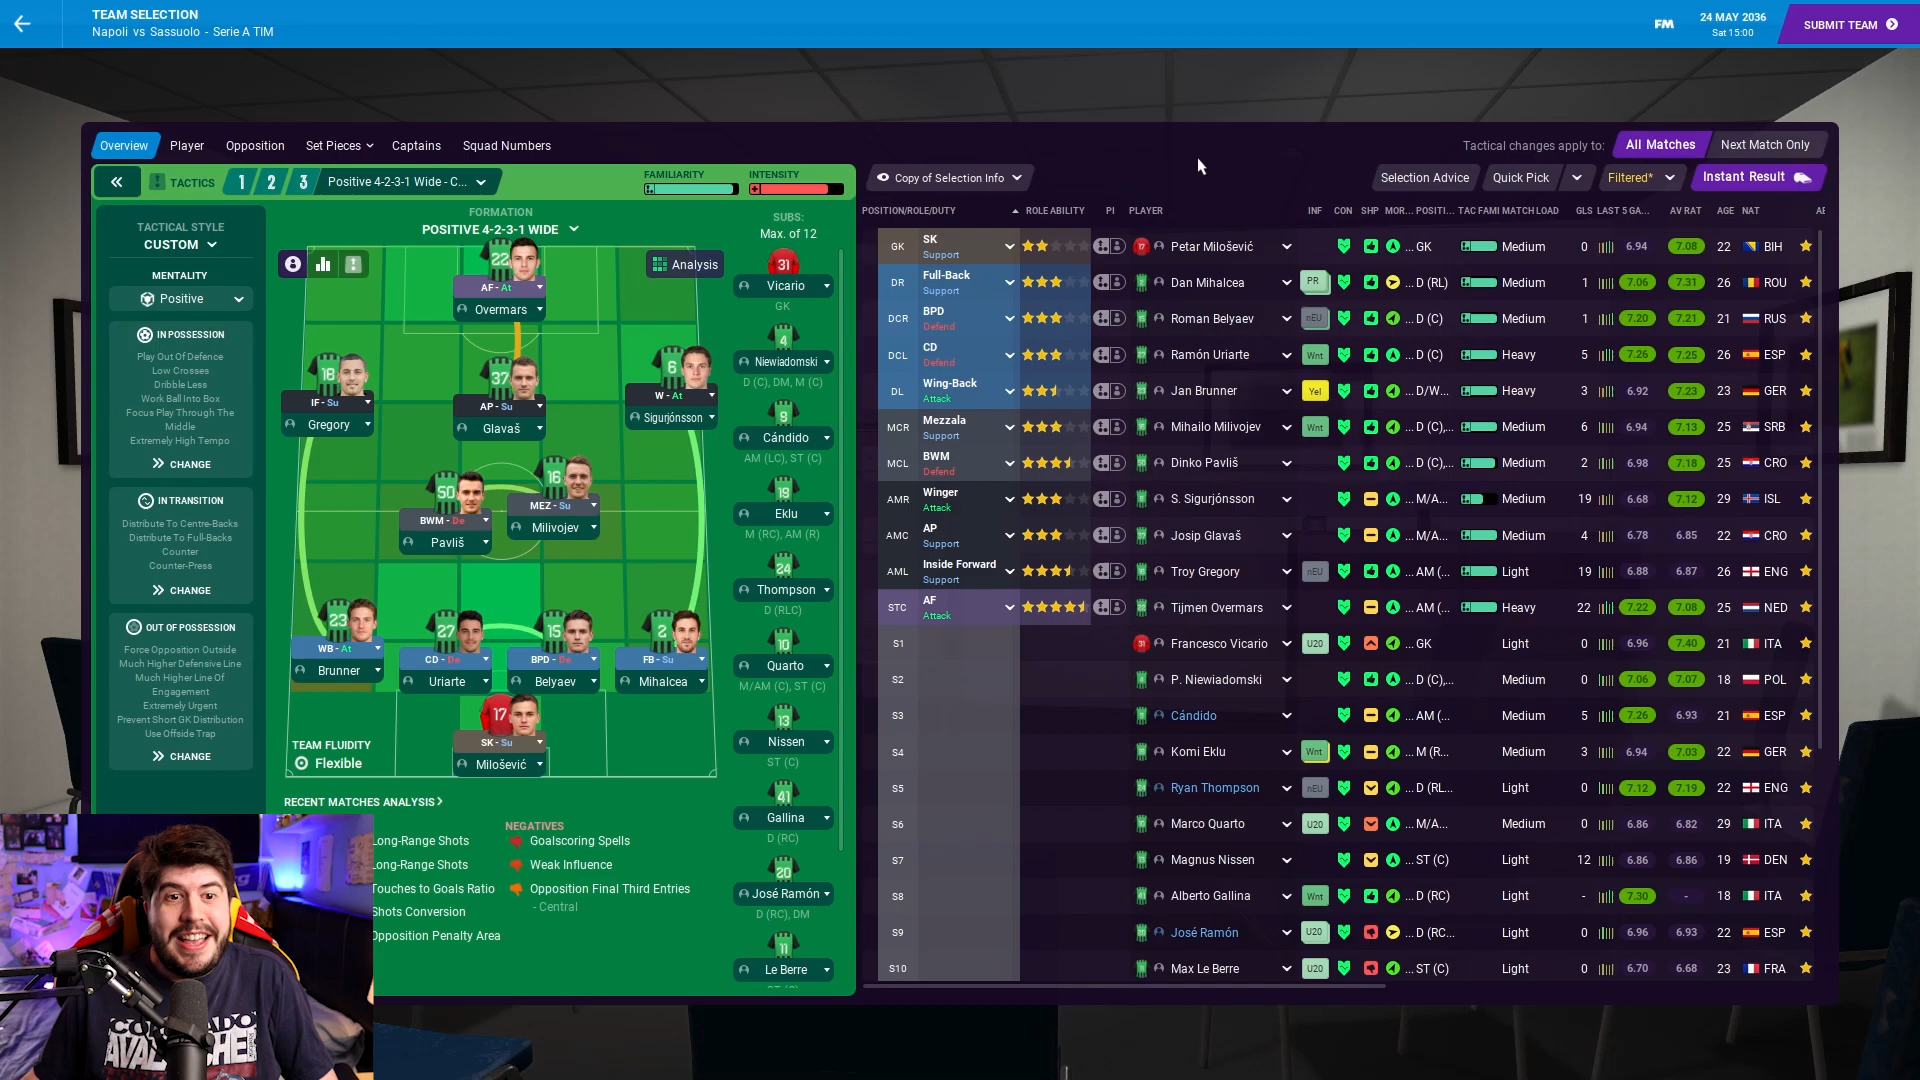 TEAM SELECTION
Napoli vs Sassuolo - Serie A TIM
FM
24 MAY 2036
Sat 15:00
SUBMIT TEAM
Overview Player Opposition Set Pieces Captains Squad Numbers
Tactical changes apply to: All Matches Next Match Only
TACTICS 1 2 3 Positive 4-2-3-1 Wide - C...
FAMILIARITY INTENSITY
Copy of Selection Info
Selection Advice Quick Pick Filtered* Instant Result
TACTICAL STYLE
CUSTOM
MENTALITY
Positive
IN POSSESSION
Play Out Of Defence
Low Crosses
Dribble Less
Work Ball Into Box
Focus Play Through The
Middle
Extremely High Tempo
CHANGE
IN TRANSITION
Distribute To Centre-Backs
Distribute To Full-Backs
Counter
Counter-Press
CHANGE
OUT OF POSSESSION
Force Opposition Outside
Much Higher Defensive Line
Much Higher Line Of
Engagement
Extremely Urgent
Prevent Short GK Distribution
Use Offside Trap
CHANGE
FORMATION
POSITIVE 4-2-3-1 WIDE
Analysis
22
AF - At
Overmars
18
IF - Su
Gregory
37
AP - Su
Glavaš
6
W - At
Sigurjónsson
50
BWM - De
Pavliš
16
MEZ - Su
Milivojev
23
WB - At
Brunner
27
CD - De
Uriarte
15
BPD - De
Belyaev
2
FB - Su
Mihalcea
17
SK - Su
Milošević
TEAM FLUIDITY
Flexible
RECENT MATCHES ANALYSIS
Long-Range Shots
Long-Range Shots
Touches to Goals Ratio
Shots Conversion
Opposition Penalty Area
NEGATIVES
Goalscoring Spells
Weak Influence
Opposition Final Third Entries
- Central
SUBS:
Max. of 12
31
Vicario
GK
4
Niewiadomski
D (C), DM, M (C)
9
Cándido
AM (LC), ST (C)
19
Eklu
M (RC), AM (R)
24
Thompson
D (RLC)
10
Quarto
M/AM (C), ST (C)
13
Nissen
ST (C)
41
Gallina
D (RC)
20
José Ramón
D (RC), DM
11
Le Berre
POSITION/ROLE/DUTY ROLE ABILITY PI PLAYER INF CON SHP MOR... POSITI... TAC FAMI MATCH LOAD GLS LAST 5 GA... AV RAT AGE NAT
GK SK Support 17 Petar Milošević ... GK Medium 0 6.94 7.08 22 BIH
DR Full-Back Support Dan Mihalcea PR ... D (RL) Medium 1 7.06 7.31 26 ROU
DCR BPD Defend Roman Belyaev nEU ... D (C) Medium 1 7.20 7.21 21 RUS
DCL CD Defend Ramón Uriarte Wnt ... D (C) Heavy 5 7.26 7.25 26 ESP
DL Wing-Back Attack Jan Brunner Yel ... D/W... Heavy 3 6.92 7.23 23 GER
MCR Mezzala Support Mihailo Milivojev Wnt ... D (C),... Medium 6 6.94 7.13 25 SRB
MCL BWM Defend Dinko Pavliš ... D (C),... Medium 2 6.98 7.18 25 CRO
AMR Winger Attack S. Sigurjónsson ... M/A... Medium 19 6.68 7.12 29 ISL
AMC AP Support Josip Glavaš ... M/A... Medium 4 6.78 6.85 22 CRO
AML Inside Forward Support Troy Gregory nEU ... AM (... Light 19 6.88 6.87 26 ENG
STC AF Attack Tijmen Overmars ... AM (... Heavy 22 7.22 7.08 25 NED
S1 31 Francesco Vicario U20 ... GK Light 0 6.96 7.40 21 ITA
S2 P. Niewiadomski ... D (C),... Medium 0 7.06 7.07 18 POL
S3 Cándido ... AM (... Medium 5 7.26 6.93 21 ESP
S4 Komi Eklu Wnt ... M (R... Medium 3 6.94 7.03 22 GER
S5 Ryan Thompson nEU ... D (RL... Light 0 7.12 7.19 22 ENG
S6 Marco Quarto U20 ... M/A... Medium 0 6.86 6.82 29 ITA
S7 Magnus Nissen ... ST (C) Light 12 6.86 6.86 19 DEN
S8 Alberto Gallina Wnt ... D (RC) Light - 7.30 - 18 ITA
S9 José Ramón U20 ... D (RC... Light 0 6.96 6.93 22 ESP
S10 Max Le Berre U20 ... ST (C) Light 0 6.70 6.68 23 FRA